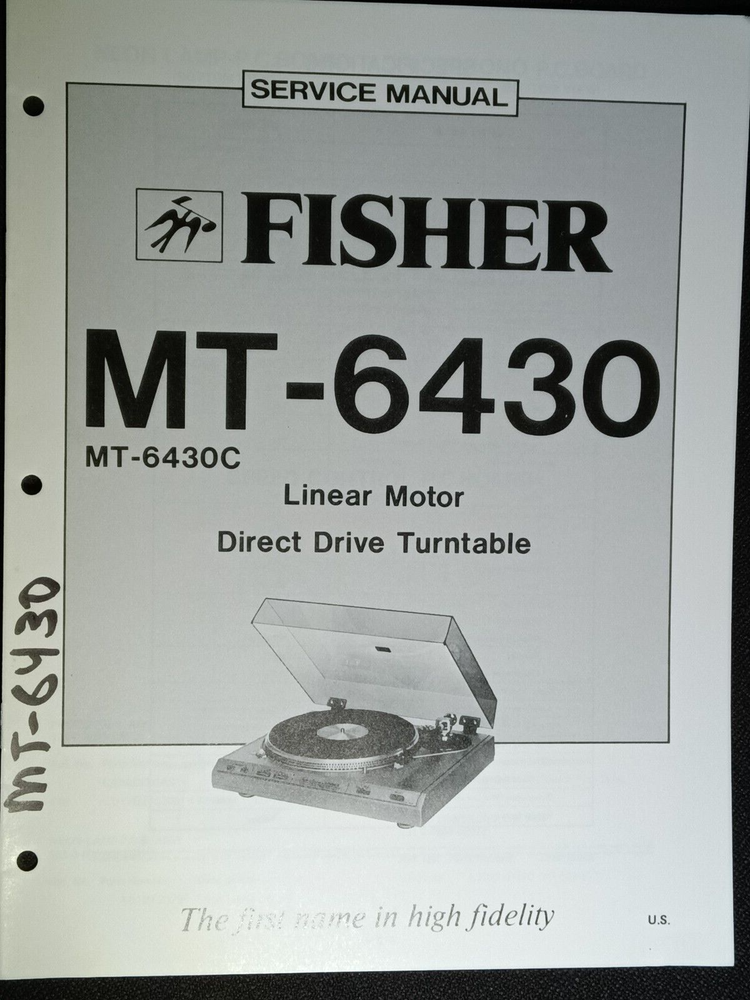 SERVICE MANUAL
FISHER
MT-6430
MT-6430C
Linear Motor
Direct Drive Turntable
MT-6430
The first name in high fidelity
U.S.